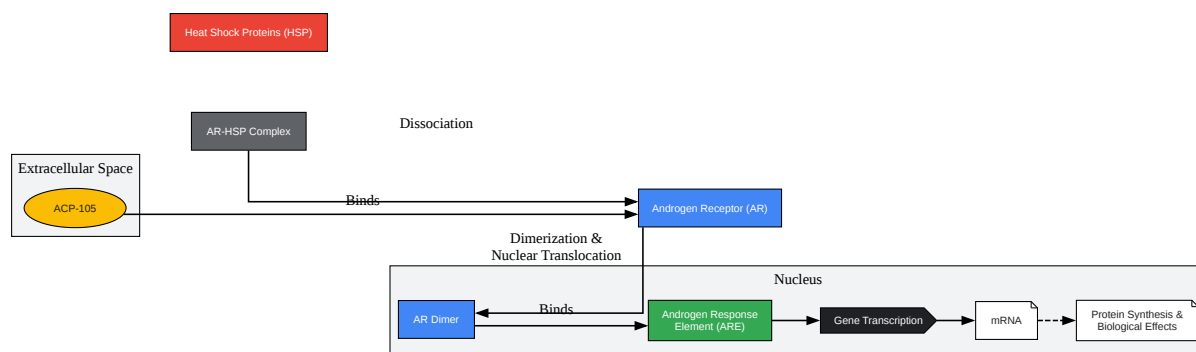 Heat Shock Proteins (HSP)
AR-HSP Complex
Dissociation
Extracellular Space
ACP-105
Binds
Androgen Receptor (AR)
Dimerization &
Nuclear Translocation
Nucleus
AR Dimer
Binds
Androgen Response
Element (ARE)
Gene Transcription
mRNA
Protein Synthesis &
Biological Effects